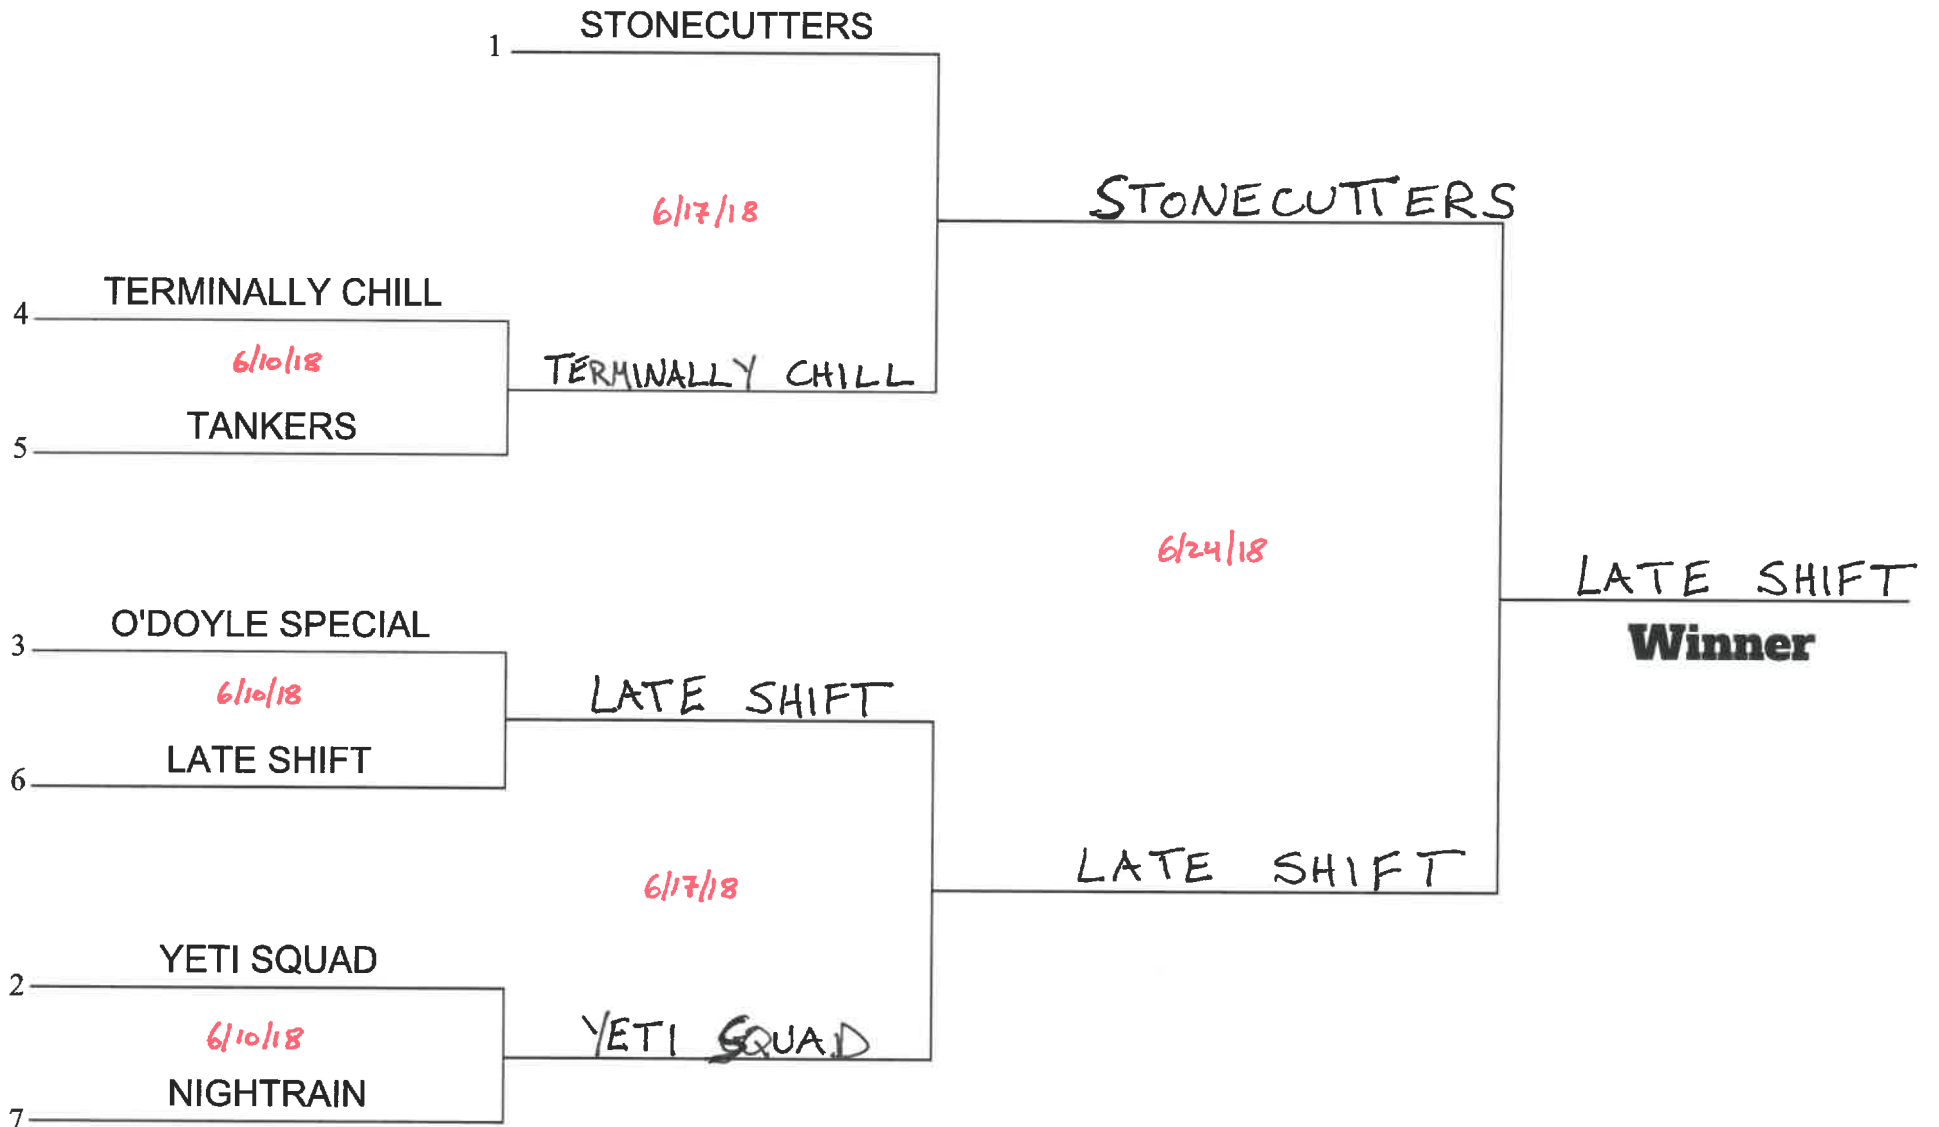 STONECUTTERS
1
6/17/18
STONECUTTERS
TERMINALLY CHILL
4
6/10/18
TERMINALLY CHILL
TANKERS
5
6/24/18
LATE SHIFT
Winner
O'DOYLE SPECIAL
3
6/10/18
LATE SHIFT
LATE SHIFT
6
6/17/18
LATE SHIFT
YETI SQUAD
2
6/10/18
YETI SQUAD
NIGHTRAIN
7